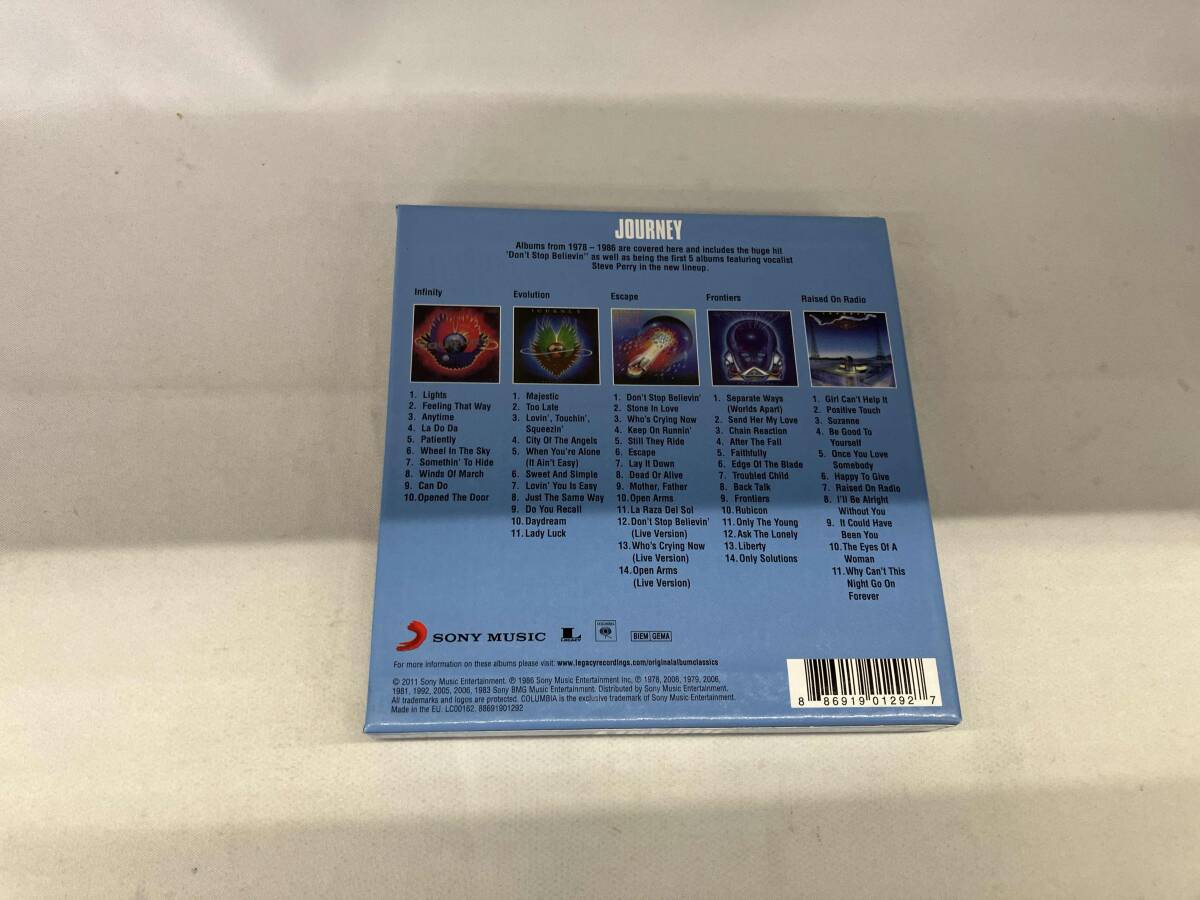 JOURNEY
Albums from 1978 – 1986 are covered here and includes the huge hit
'Don't Stop Believin'' as well as being the first 5 albums featuring vocalist
Steve Perry in the new lineup.
Infinity
1. Lights
2. Feeling That Way
3. Anytime
4. La Do Da
5. Patiently
6. Wheel In The Sky
7. Somethin' To Hide
8. Winds Of March
9. Can Do
10. Opened The Door
Evolution
JOURNEY
1. Majestic
2. Too Late
3. Lovin', Touchin',
Squeezin'
4. City Of The Angels
5. When You're Alone
(It Ain't Easy)
6. Sweet And Simple
7. Lovin' You Is Easy
8. Just The Same Way
9. Do You Recall
10. Daydream
11. Lady Luck
Escape
1. Don't Stop Believin'
2. Stone In Love
3. Who's Crying Now
4. Keep On Runnin'
5. Still They Ride
6. Escape
7. Lay It Down
8. Dead Or Alive
9. Mother, Father
10. Open Arms
11. La Raza Del Sol
12. Don't Stop Believin'
(Live Version)
13. Who's Crying Now
(Live Version)
14. Open Arms
(Live Version)
Frontiers
1. Separate Ways
(Worlds Apart)
2. Send Her My Love
3. Chain Reaction
4. After The Fall
5. Faithfully
6. Edge Of The Blade
7. Troubled Child
8. Back Talk
9. Frontiers
10. Rubicon
11. Only The Young
12. Ask The Lonely
13. Liberty
14. Only Solutions
Raised On Radio
1. Girl Can't Help It
2. Positive Touch
3. Suzanne
4. Be Good To
Yourself
5. Once You Love
Somebody
6. Happy To Give
7. Raised On Radio
8. I'll Be Alright
Without You
9. It Could Have
Been You
10. The Eyes Of A
Woman
11. Why Can't This
Night Go On
Forever
SONY MUSIC
LEGACY
COLUMBIA
BIEM GEMA
For more information on these albums please visit: www.legacyrecordings.com/originalalbumclassics
© 2011 Sony Music Entertainment. ℗ 1986 Sony Music Entertainment Inc, ℗ 1978, 2006, 1979, 2006,
1981, 1992, 2005, 2006, 1983 Sony BMG Music Entertainment. Distributed by Sony Music Entertainment.
All trademarks and logos are protected. COLUMBIA is the exclusive trademark of Sony Music Entertainment.
Made in the EU. LC00162. 88691901292
8 86919 01292 7